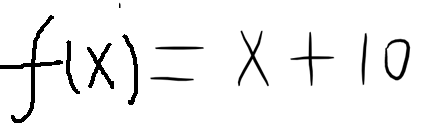 f(x) = x + 10